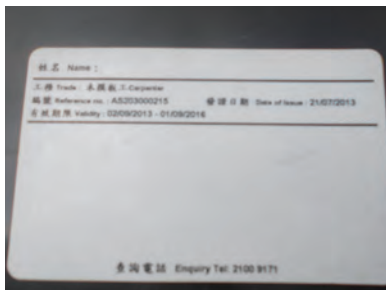 姓名 Name :
工種 Trade : 木模板工-Carpenter
編號 Reference no. : AS203000215 發證日期 Date of Issue : 21/07/2013
有效期限 Validity : 02/09/2013 - 01/09/2016
查詢電話 Enquiry Tel: 2100 9171